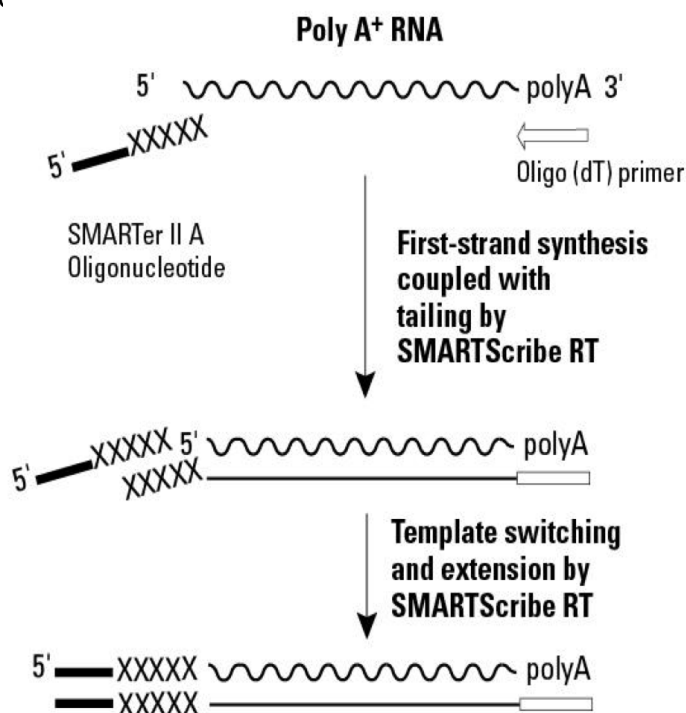 Poly A+ RNA
5' polyA 3'
5' XXXXX
Oligo (dT) primer
SMARTer II A
Oligonucleotide
First-strand synthesis
coupled with
tailing by
SMARTScribe RT
5' XXXXX 5' polyA
XXXXX
Template switching
and extension by
SMARTScribe RT
5' XXXXX polyA
XXXXX